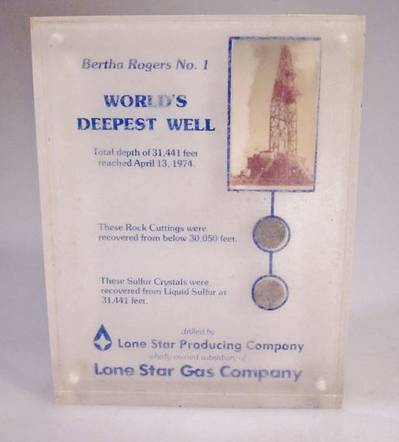 Bertha Rogers No. 1
WORLD'S
DEEPEST WELL
Total depth of 31,441 feet
reached April 13, 1974.
These Rock Cuttings were
recovered from below 30,050 feet.
These Sulfur Crystals were
recovered from Liquid Sulfur at
31,441 feet.
drilled by
Lone Star Producing Company
wholly owned subsidiary of
Lone Star Gas Company